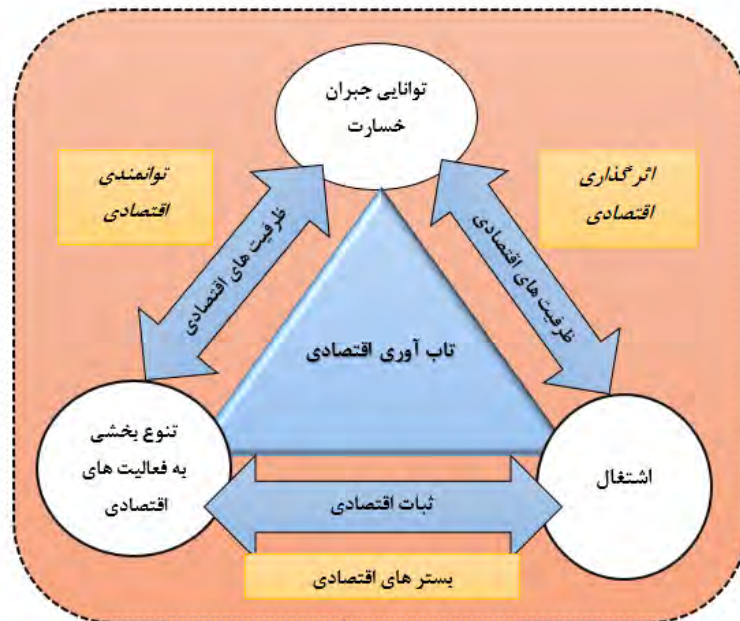 توانایی جبران
خسارت
اثرگذاری
اقتصادی
توانمندی
اقتصادی
ظرفیت های اقتصادی
ظرفیت های اقتصادی
تاب آوری اقتصادی
اشتغال
تنوع بخشی
به فعالیت های
اقتصادی
ثبات اقتصادی
بستر های اقتصادی